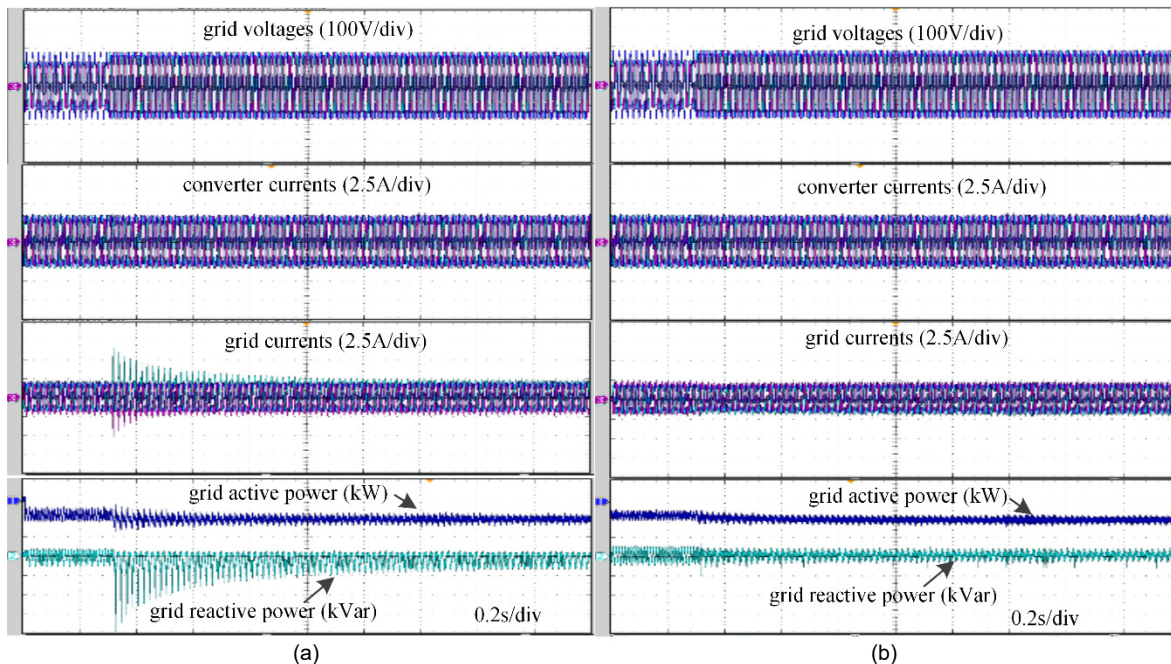 grid voltages (100V/div)
converter currents (2.5A/div)
grid currents (2.5A/div)
grid active power (kW)
grid reactive power (kVar)
0.2s/div
(a)
grid voltages (100V/div)
converter currents (2.5A/div)
grid currents (2.5A/div)
grid active power (kW)
grid reactive power (kVar)
0.2s/div
(b)